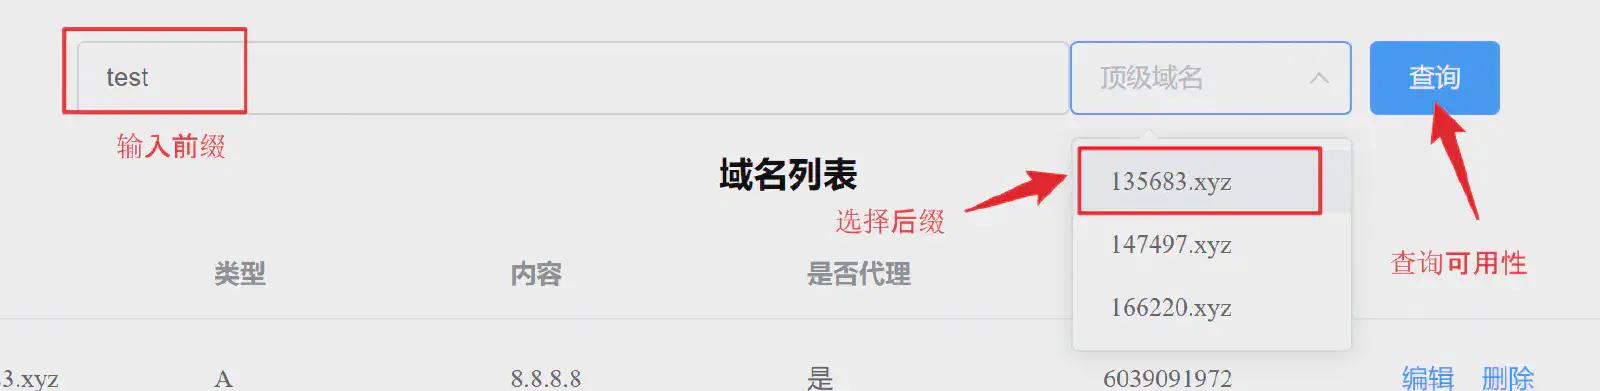 test
顶级域名
查询
输入前缀
域名列表
135683.xyz
选择后缀
147497.xyz
查询可用性
类型
内容
是否代理
166220.xyz
3.xyz
A
8.8.8.8
是
6039091972
编辑
删除